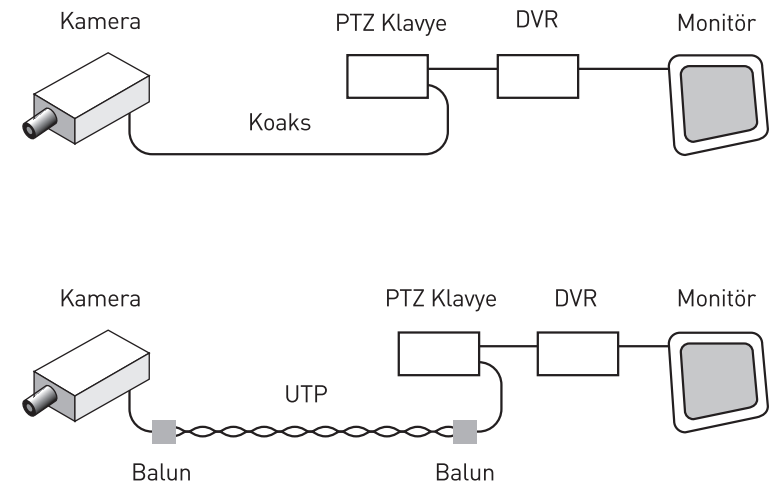 Kamera
PTZ Klavye
DVR
Monitör
Koaks
Kamera
PTZ Klavye
DVR
Monitör
UTP
Balun
Balun